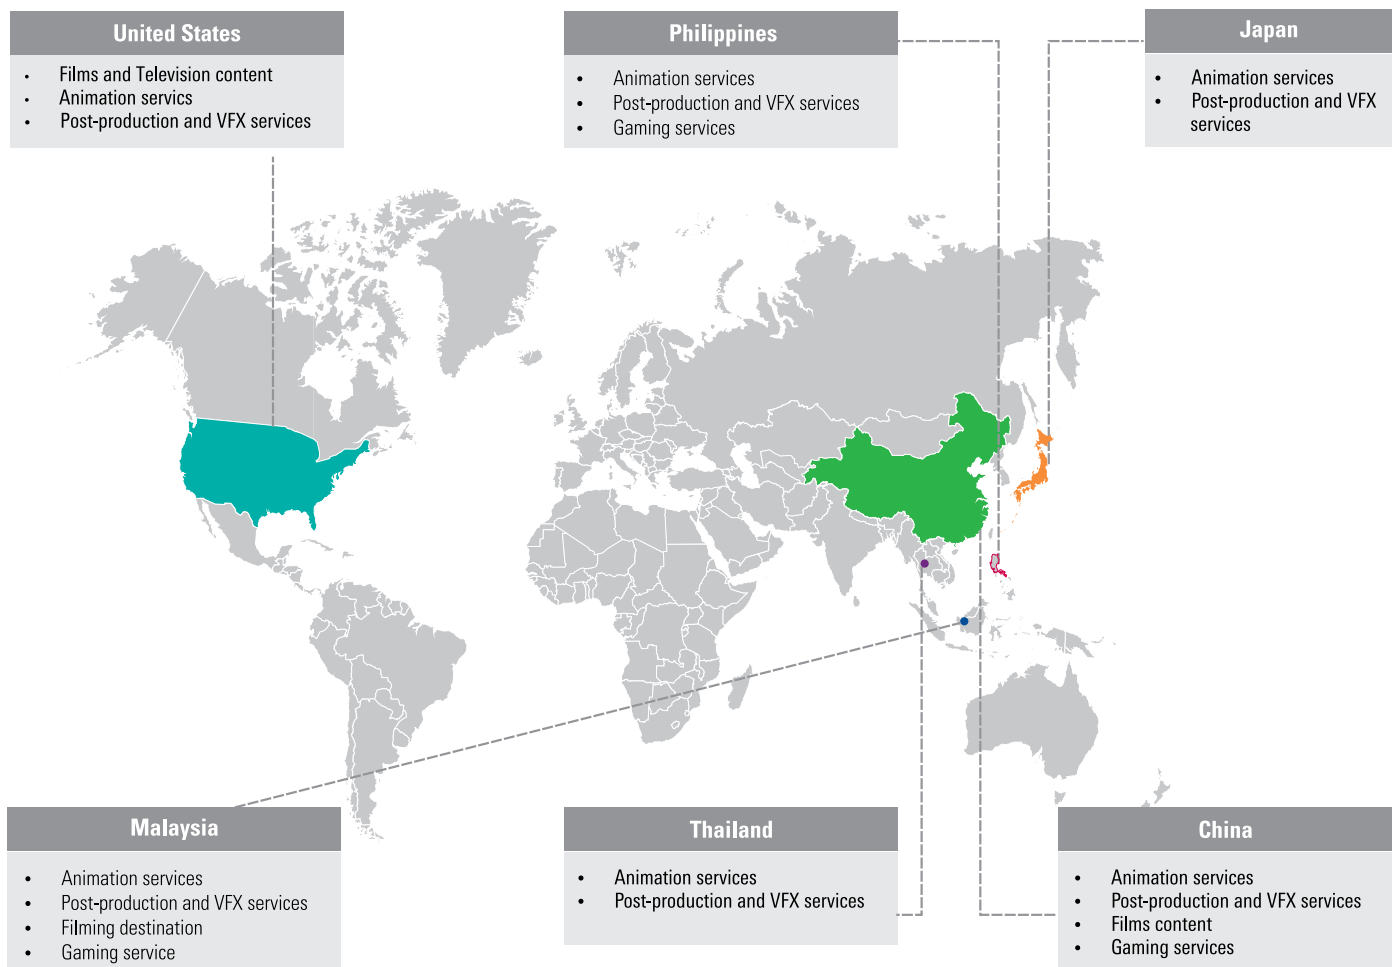 United States
• Films and Television content
• Animation servics
• Post-production and VFX services
Philippines
• Animation services
• Post-production and VFX services
• Gaming services
Japan
• Animation services
• Post-production and VFX
services
Malaysia
• Animation services
• Post-production and VFX services
• Filming destination
• Gaming service
Thailand
• Animation services
• Post-production and VFX services
China
• Animation services
• Post-production and VFX services
• Films content
• Gaming services